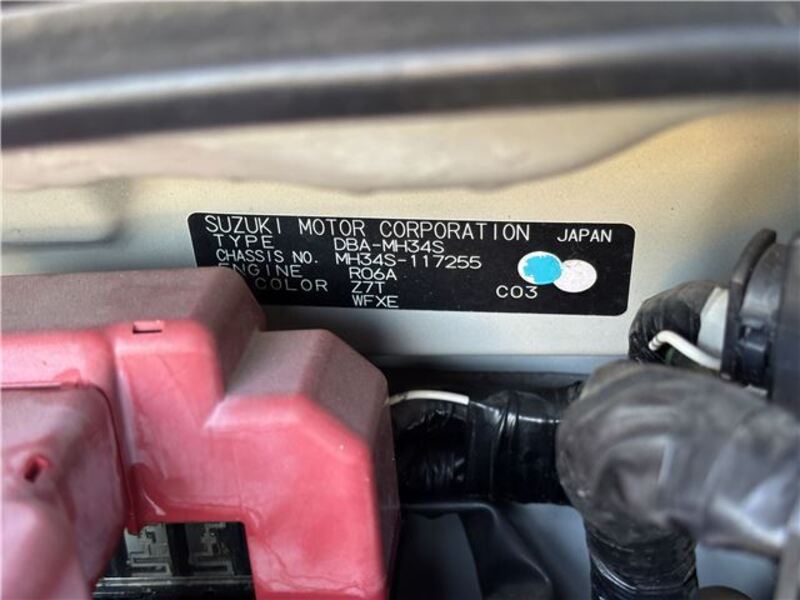 SUZUKI MOTOR CORPORATION JAPAN
TYPE DBA-MH34S
CHASSIS NO. MH34S-117255
ENGINE R06A
COLOR Z7T
WFXE C03